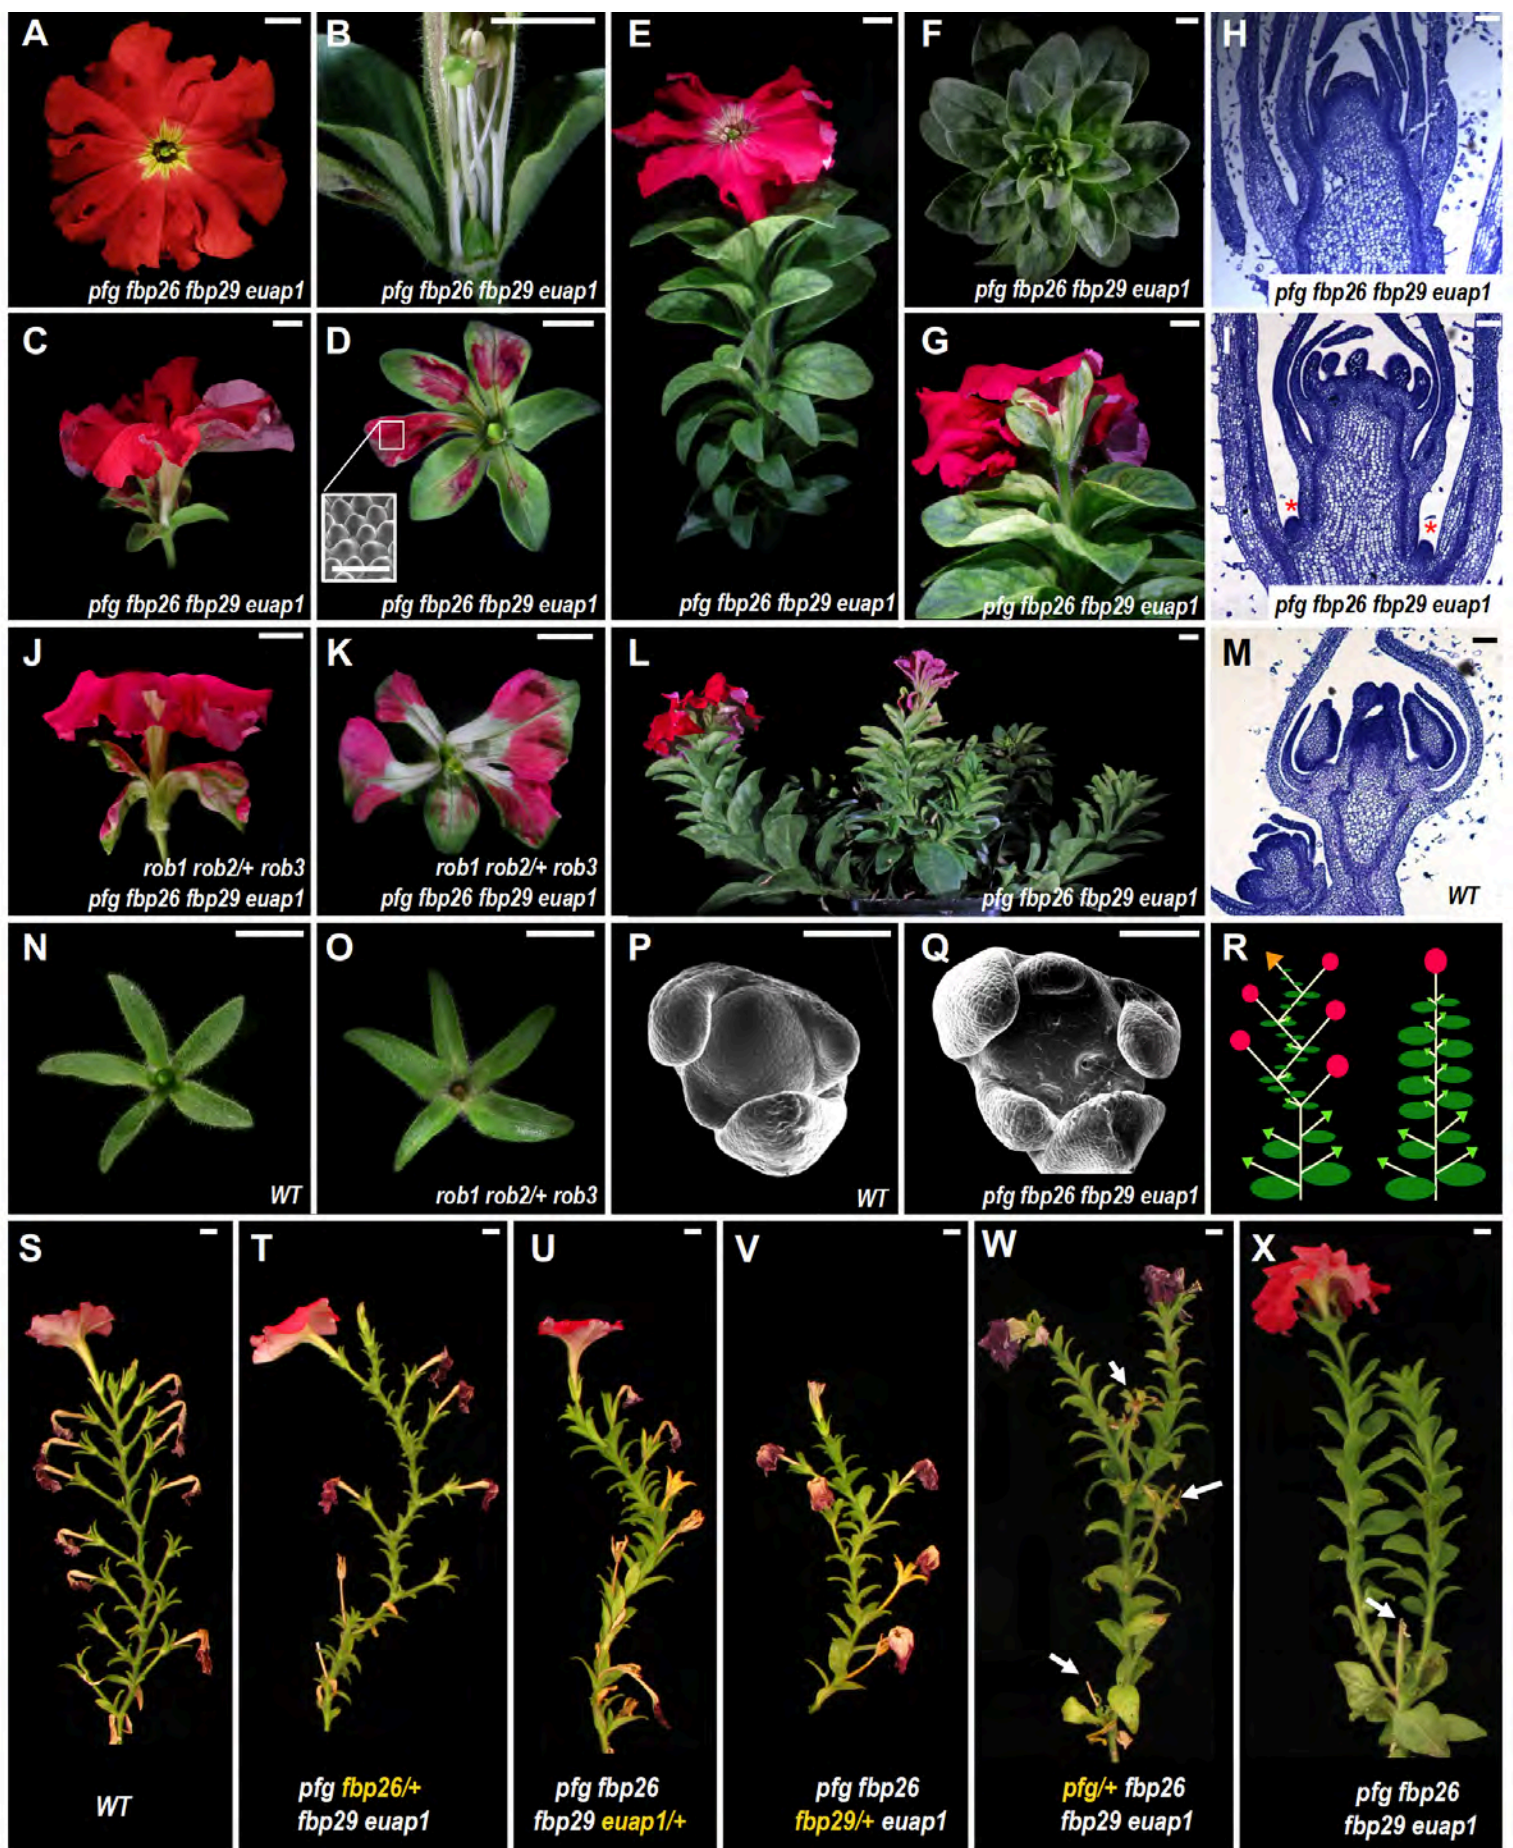 A
pfg fbp26 fbp29 euap1
B
pfg fbp26 fbp29 euap1
E
pfg fbp26 fbp29 euap1
F
pfg fbp26 fbp29 euap1
H
pfg fbp26 fbp29 euap1
C
pfg fbp26 fbp29 euap1
D
pfg fbp26 fbp29 euap1
G
pfg fbp26 fbp29 euap1
I
*
*
pfg fbp26 fbp29 euap1
J
rob1 rob2/+ rob3
pfg fbp26 fbp29 euap1
K
rob1 rob2/+ rob3
pfg fbp26 fbp29 euap1
L
pfg fbp26 fbp29 euap1
M
WT
N
WT
O
rob1 rob2/+ rob3
P
WT
Q
pfg fbp26 fbp29 euap1
R
S
WT
T
pfg fbp26/+
fbp29 euap1
U
pfg fbp26
fbp29 euap1/+
V
pfg fbp26
fbp29/+ euap1
W
pfg/+ fbp26
fbp29 euap1
X
pfg fbp26
fbp29 euap1